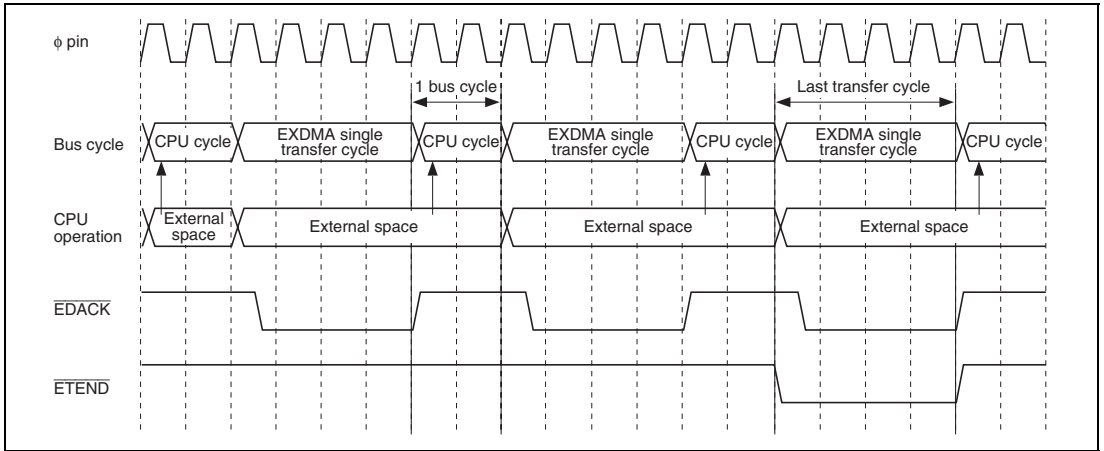 φ pin
1 bus cycle
Last transfer cycle
Bus cycle
CPU cycle
EXDMA single
transfer cycle
CPU cycle
EXDMA single
transfer cycle
CPU cycle
EXDMA single
transfer cycle
CPU cycle
CPU
operation
External
space
External space
External space
External space
EDACK
ETEND